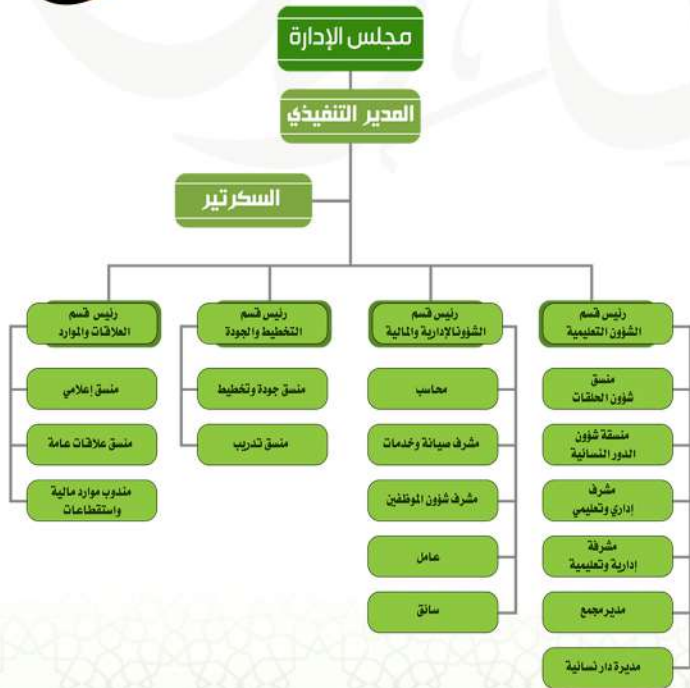 مجلس الإدارة
المدير التنفيذي
السكرتير
رئيس قسم
الشؤون التعليمية
منسق
شؤون الحلقات
منسقة شؤون
الدور النسائية
مشرف
إداري وتعليمي
مشرفة
إدارية وتعليمية
مدير مجمع
مديرة دار نسائية
رئيس قسم
الشؤون الإدارية والمالية
محاسب
مشرف صيانة وخدمات
مشرف شؤون الموظفين
عامل
سائق
رئيس قسم
التخطيط والجودة
منسق جودة وتخطيط
منسق تدريب
رئيس قسم
العلاقات والموارد
منسق إعلامي
منسق علاقات عامة
مندوب موارد مالية
واستقطاعات